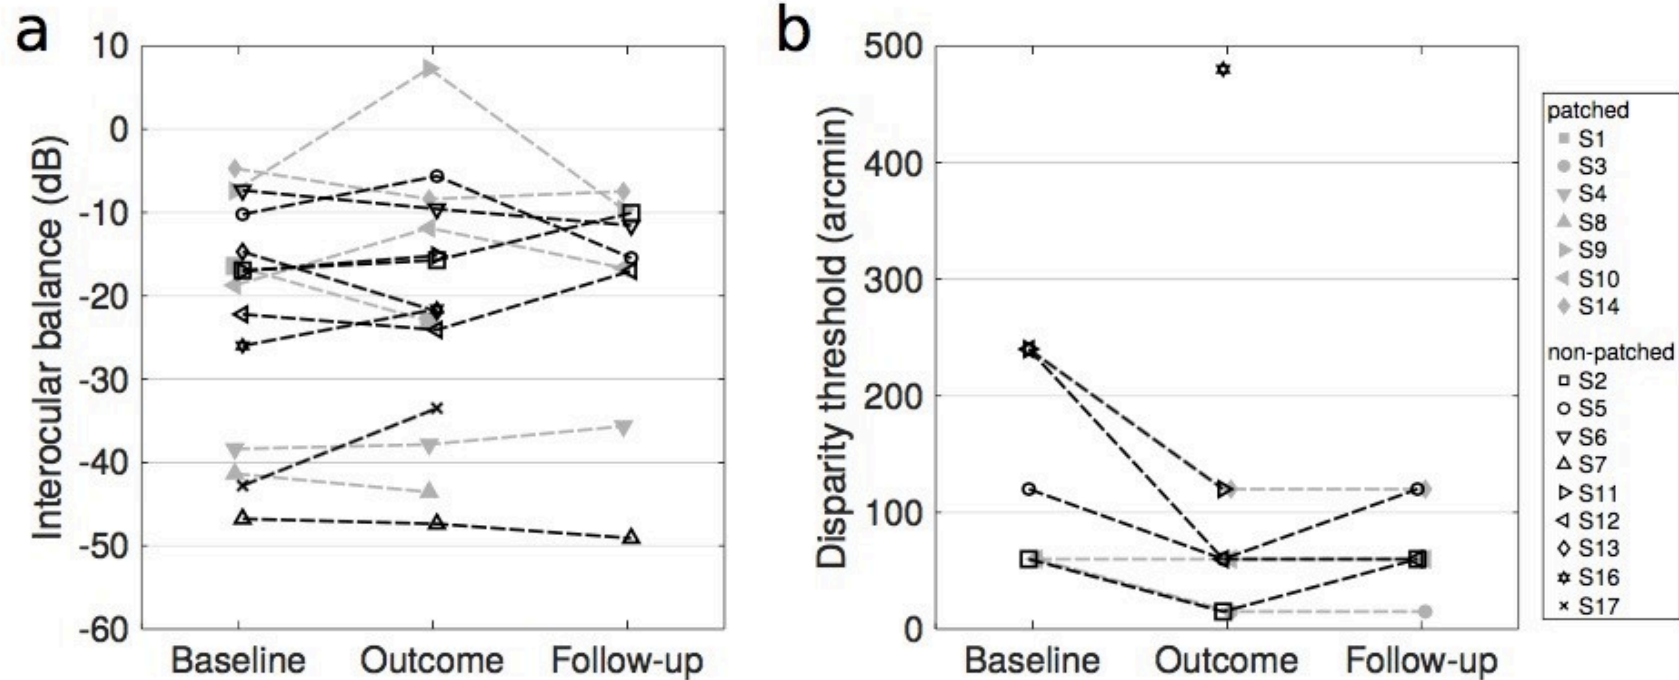 a
10
0
-10
-20
-30
-40
-50
-60
Interocular balance (dB)
Baseline Outcome Follow-up
b
500
400
300
200
100
0
Disparity threshold (arcmin)
Baseline Outcome Follow-up
patched
S1
S3
S4
S8
S9
S10
S14
non-patched
S2
S5
S6
S7
S11
S12
S13
S16
S17